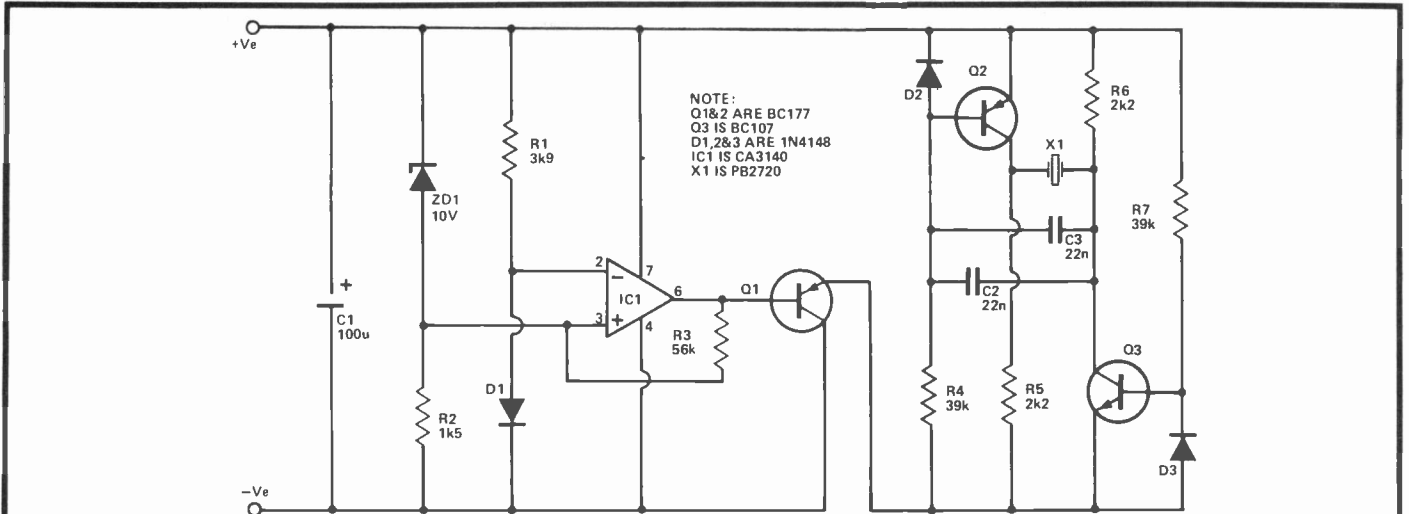 +Ve
NOTE:
Q1&2 ARE BC177
Q3 IS BC107
D1,2&3 ARE 1N4148
IC1 IS CA3140
X1 IS PB2720
D2
Q2
R6
2k2
X1
R1
3k9
ZD1
10V
R7
39k
C3
22n
2
7
IC1
6
3
4
Q1
C2
22n
+
C1
100u
R3
56k
Q3
D1
R2
1k5
R4
39k
R5
2k2
D3
−Ve